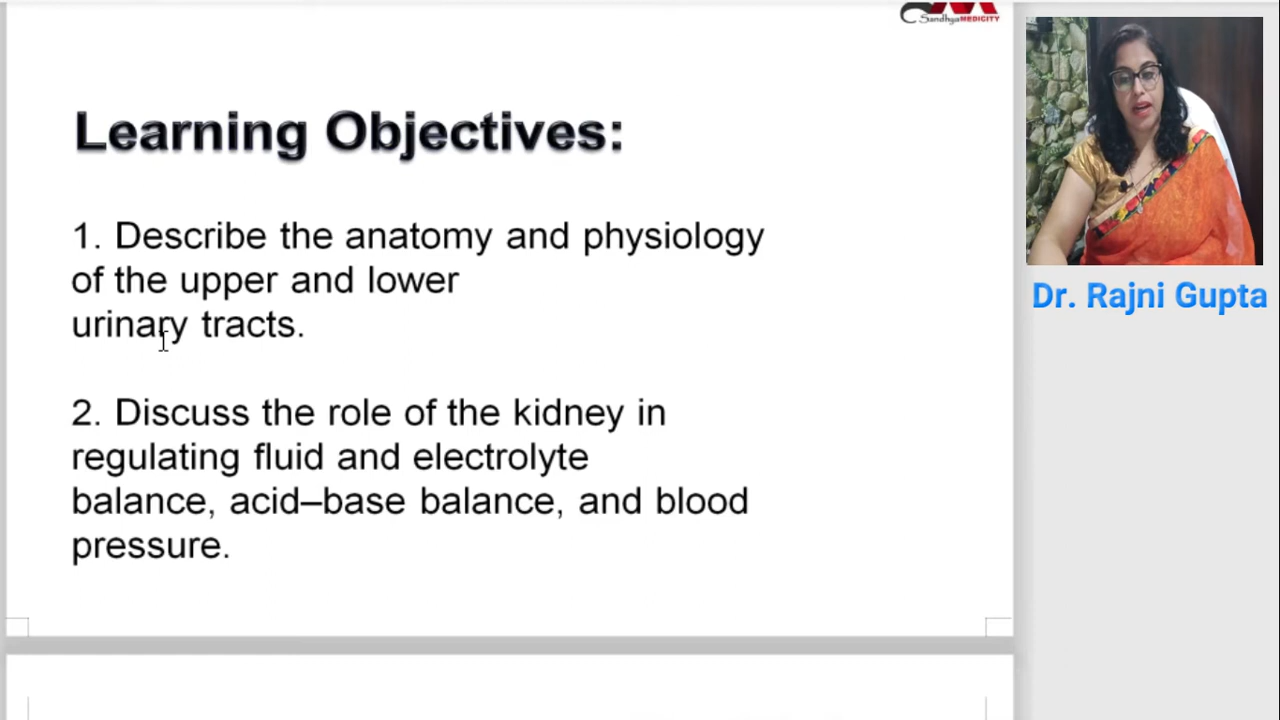 SandhyaMEDICITY
Learning Objectives:
1. Describe the anatomy and physiology
of the upper and lower
urinary tracts.
2. Discuss the role of the kidney in
regulating fluid and electrolyte
balance, acid–base balance, and blood
pressure.
Dr. Rajni Gupta